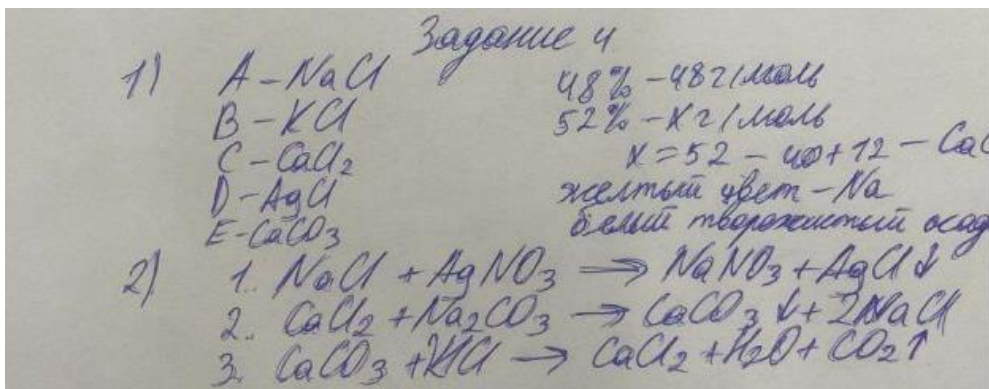 Задание 4
1) A - NaCl 48% - 48 г/моль
B - KCl 52% - x г/моль
C - CaCl₂ x = 52 - 40+12 - CaC
D - AgCl желтый цвет - Na
E - CaCO₃ белый творожистый осад
2) 1. NaCl + AgNO₃ → NaNO₃ + AgCl↓
2. CaCl₂ + Na₂CO₃ → CaCO₃↓ + 2NaCl
3. CaCO₃ + HCl → CaCl₂ + H₂O + CO₂↑